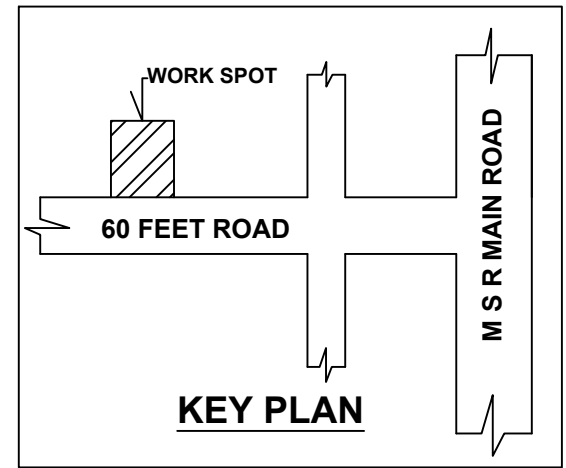 WORK SPOT
60 FEET ROAD
M S R MAIN ROAD
KEY PLAN